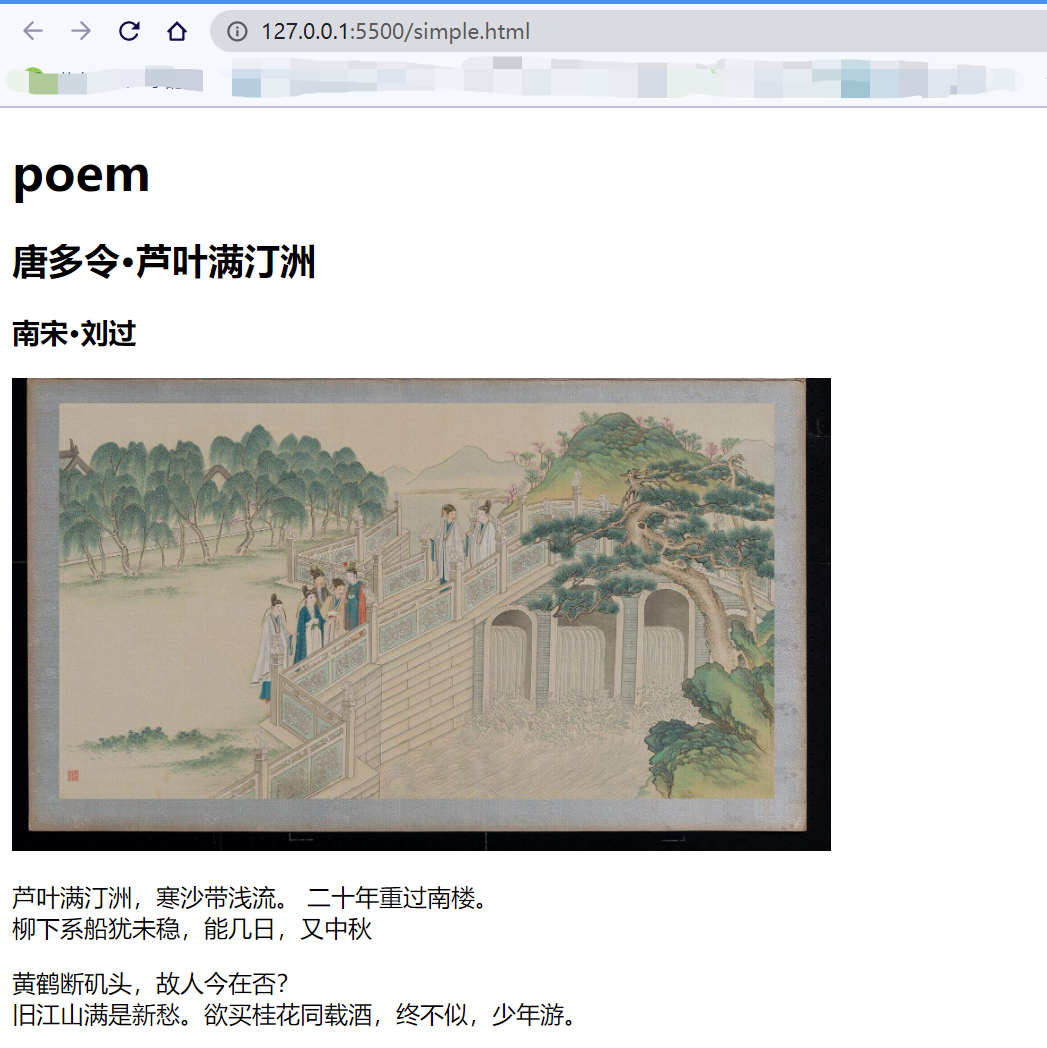 127.0.0.1:5500/simple.html
poem
唐多令•芦叶满汀洲
南宋•刘过
芦叶满汀洲，寒沙带浅流。 二十年重过南楼。
柳下系船犹未稳，能几日，又中秋
黄鹤断矶头，故人今在否？
旧江山满是新愁。欲买桂花同载酒，终不似，少年游。